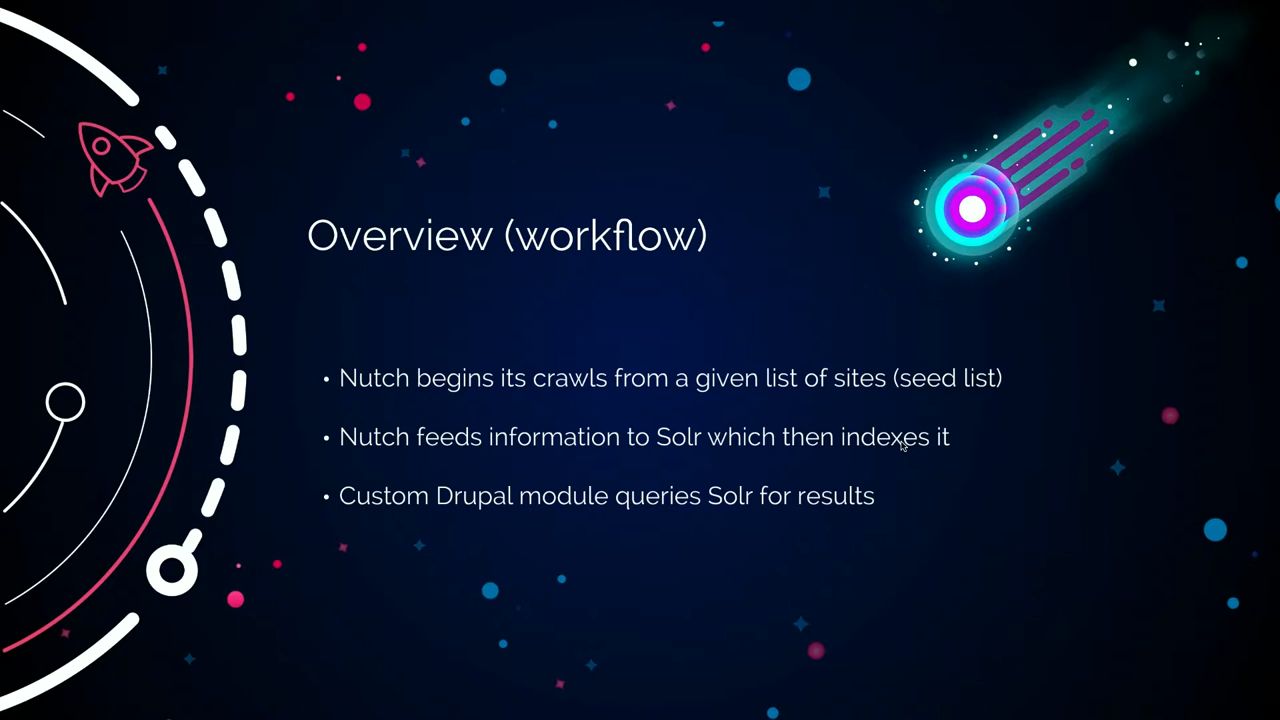 Overview (workflow)
• Nutch begins its crawls from a given list of sites (seed list)
• Nutch feeds information to Solr which then indexes it
• Custom Drupal module queries Solr for results